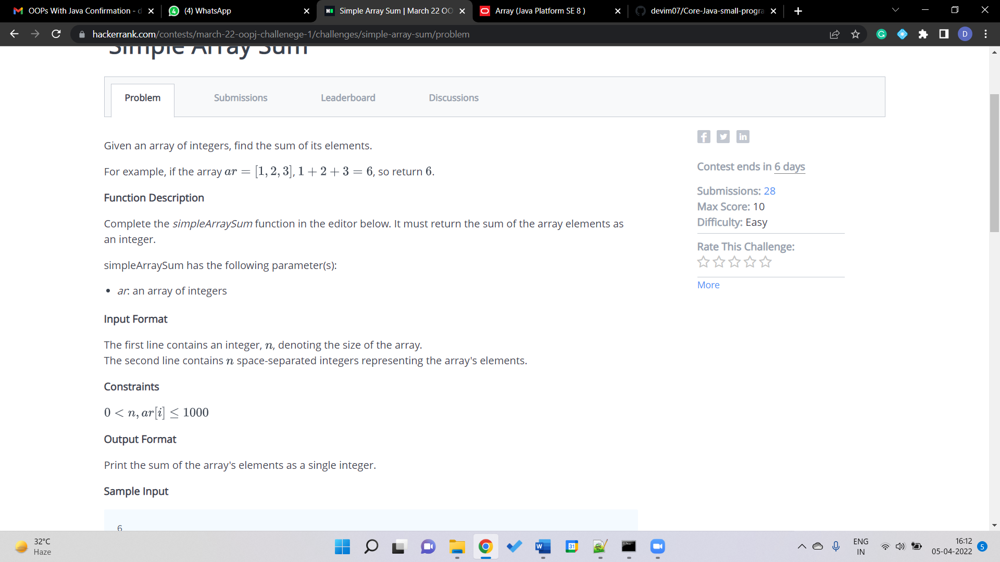 OOPs With Java Confirmation - d
(4) WhatsApp
Simple Array Sum | March 22 OO
Array (Java Platform SE 8 )
devim07/Core-Java-small-progra
hackerrank.com/contests/march-22-oopj-challenege-1/challenges/simple-array-sum/problem
D
Simple Array Sum
Problem
Submissions
Leaderboard
Discussions
Given an array of integers, find the sum of its elements.
For example, if the array ar = [1, 2, 3], 1 + 2 + 3 = 6, so return 6.
Function Description
Complete the simpleArraySum function in the editor below. It must return the sum of the array elements as
an integer.
simpleArraySum has the following parameter(s):
• ar: an array of integers
Input Format
The first line contains an integer, n, denoting the size of the array.
The second line contains n space-separated integers representing the array's elements.
Constraints
0 < n, ar[i] ≤ 1000
Output Format
Print the sum of the array's elements as a single integer.
Sample Input
6
Contest ends in 6 days
Submissions: 28
Max Score: 10
Difficulty: Easy
Rate This Challenge:
More
32°C
Haze
ENG
IN
16:12
05-04-2022
5